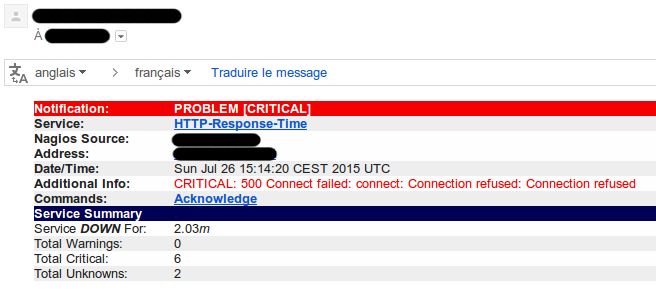 À
anglais > français Traduire le message
Notification: PROBLEM [CRITICAL]
Service: HTTP-Response-Time
Nagios Source:
Address:
Date/Time: Sun Jul 26 15:14:20 CEST 2015 UTC
Additional Info: CRITICAL: 500 Connect failed: connect: Connection refused: Connection refused
Commands: Acknowledge
Service Summary
Service DOWN For: 2.03m
Total Warnings: 0
Total Critical: 6
Total Unknowns: 2